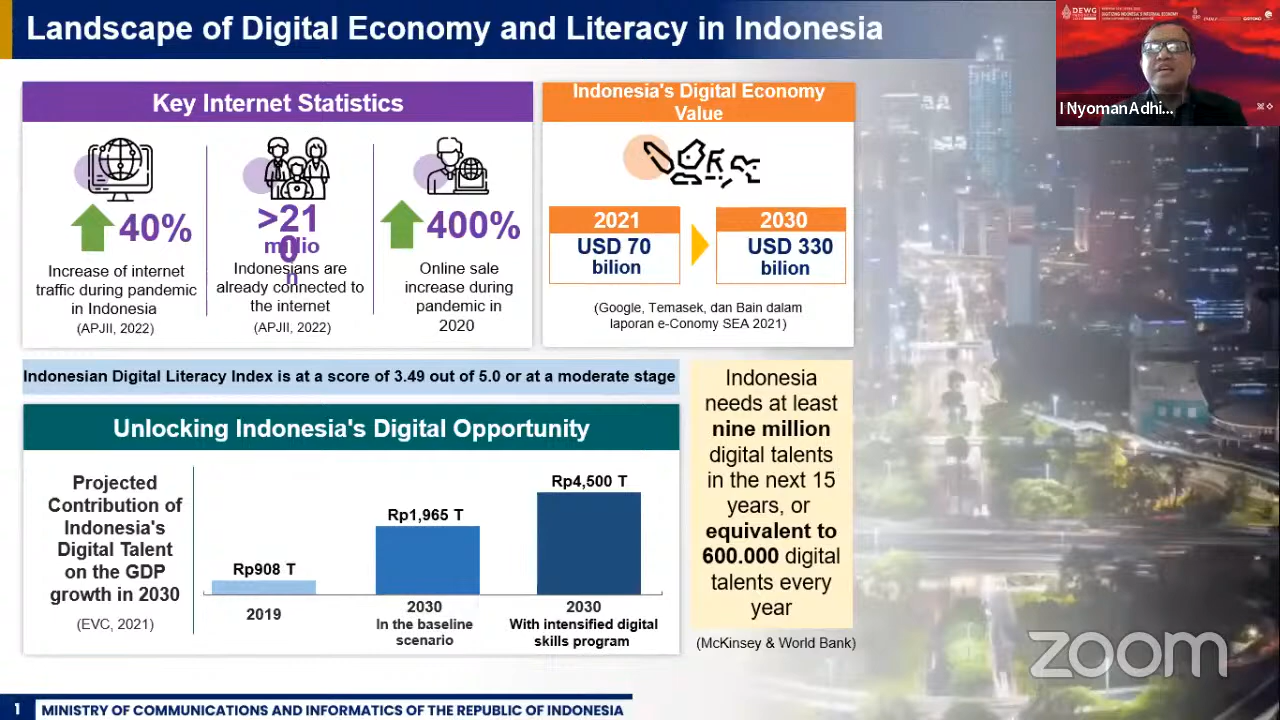 Landscape of Digital Economy and Literacy in Indonesia
DEWG
I Nyoman Adhi...
Key Internet Statistics
40%
Increase of internet
traffic during pandemic
in Indonesia
(APJII, 2022)
>21
0
millio
n
Indonesians are
already connected to
the internet
(APJII, 2022)
400%
Online sale
increase during
pandemic in
2020
Indonesia's Digital Economy
Value
2021
USD 70
bilion
2030
USD 330
bilion
(Google, Temasek, dan Bain dalam
laporan e-Conomy SEA 2021)
Indonesian Digital Literacy Index is at a score of 3.49 out of 5.0 or at a moderate stage
Unlocking Indonesia's Digital Opportunity
Projected
Contribution of
Indonesia's
Digital Talent
on the GDP
growth in 2030
(EVC, 2021)
Rp908 T
2019
Rp1,965 T
2030
In the baseline
scenario
Rp4,500 T
2030
With intensified digital
skills program
Indonesia
needs at least
nine million
digital talents
in the next 15
years, or
equivalent to
600.000 digital
talents every
year
(McKinsey & World Bank)
zoom
1 MINISTRY OF COMMUNICATIONS AND INFORMATICS OF THE REPUBLIC OF INDONESIA